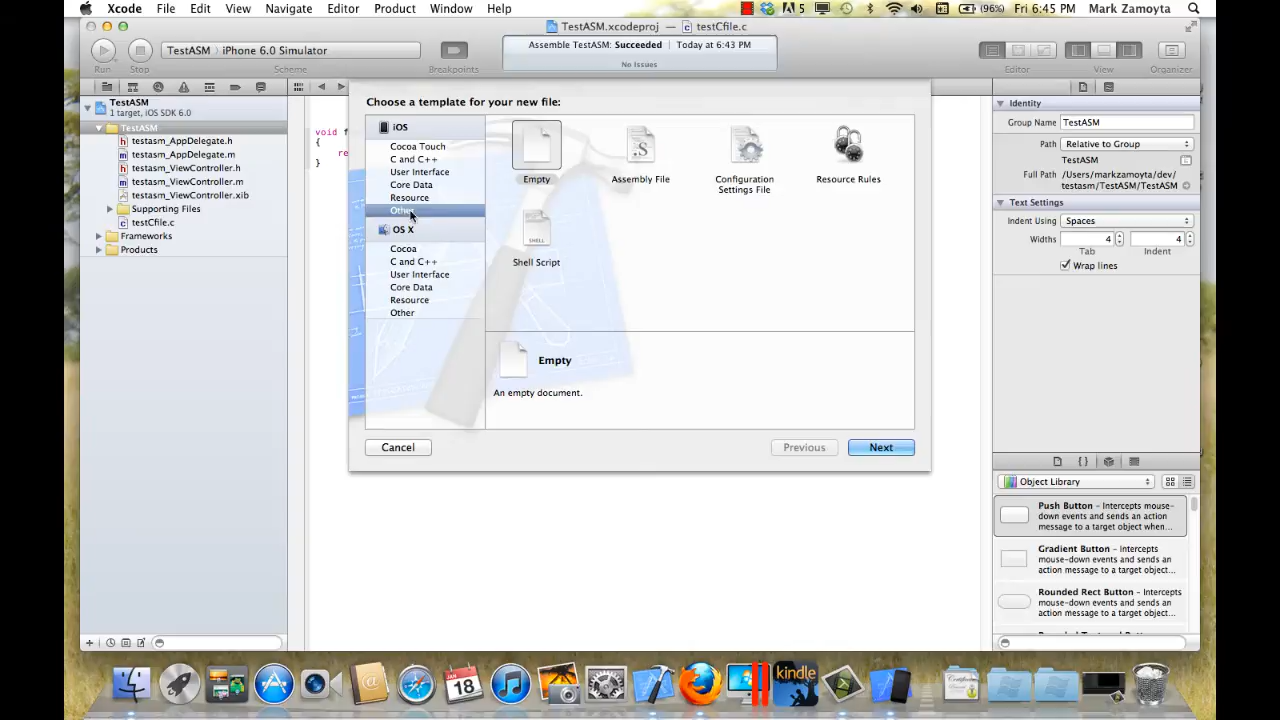 Xcode File Edit View Navigate Editor Product Window Help
5 (96%) Fri 6:45 PM Mark Zamoyta
TestASM.xcodeproj — testCfile.c
Run Stop
TestASM iPhone 6.0 Simulator
Scheme
Breakpoints
Assemble TestASM: Succeeded Today at 6:43 PM
No Issues
Editor View Organizer
TestASM
1 target, iOS SDK 6.0
TestASM
testasm_AppDelegate.h
testasm_AppDelegate.m
testasm_ViewController.h
testasm_ViewController.m
testasm_ViewController.xib
Supporting Files
testCfile.c
Frameworks
Products
void f
{
re
}
Choose a template for your new file:
iOS
Cocoa Touch
C and C++
User Interface
Core Data
Resource
Other
OS X
Cocoa
C and C++
User Interface
Core Data
Resource
Other
Empty
Assembly File
Configuration
Settings File
Resource Rules
.S
SHELL
Shell Script
Empty
An empty document.
Cancel
Previous
Next
Identity
Group Name TestASM
Path Relative to Group
TestASM
Full Path /Users/markzamoyta/dev/
testasm/TestASM/TestASM
Text Settings
Indent Using Spaces
Widths 4 4
Tab Indent
Wrap lines
Object Library
Push Button – Intercepts mouse-
down events and sends an action
message to a target object when...
Gradient Button – Intercepts
mouse-down events and sends an
action message to a target object...
Rounded Rect Button – Intercepts
mouse-down events and sends an
action message to a target object...
JAN
18
kindle